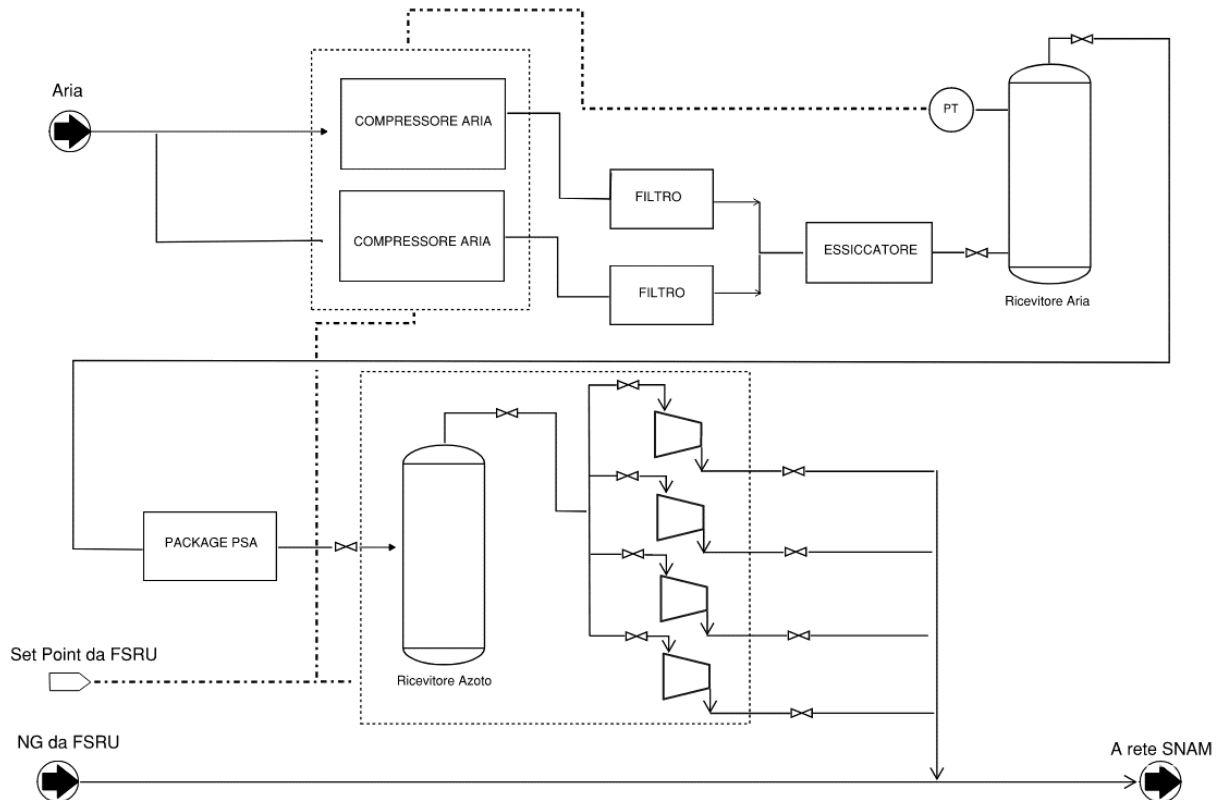 Aria
COMPRESSORE ARIA
COMPRESSORE ARIA
FILTRO
FILTRO
ESSICCATORE
PT
Ricevitore Aria
PACKAGE PSA
Ricevitore Azoto
Set Point da FSRU
NG da FSRU
A rete SNAM